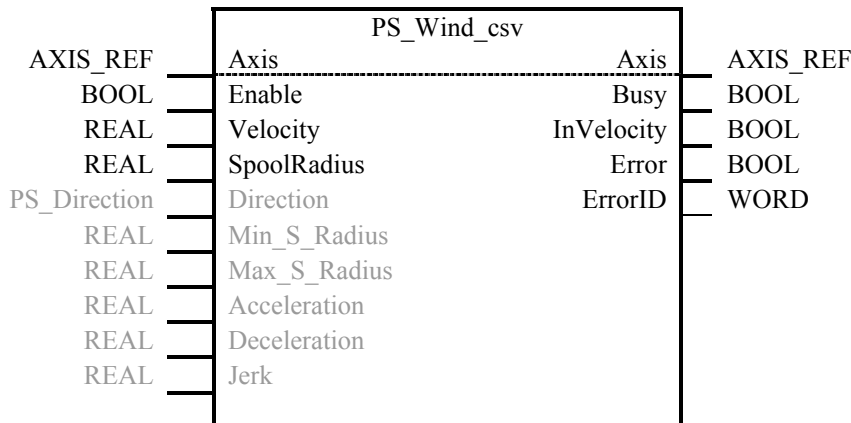 PS_Wind_csv
AXIS_REF Axis Axis AXIS_REF
BOOL Enable Busy BOOL
REAL Velocity InVelocity BOOL
REAL SpoolRadius Error BOOL
PS_Direction Direction ErrorID WORD
REAL Min_S_Radius
REAL Max_S_Radius
REAL Acceleration
REAL Deceleration
REAL Jerk